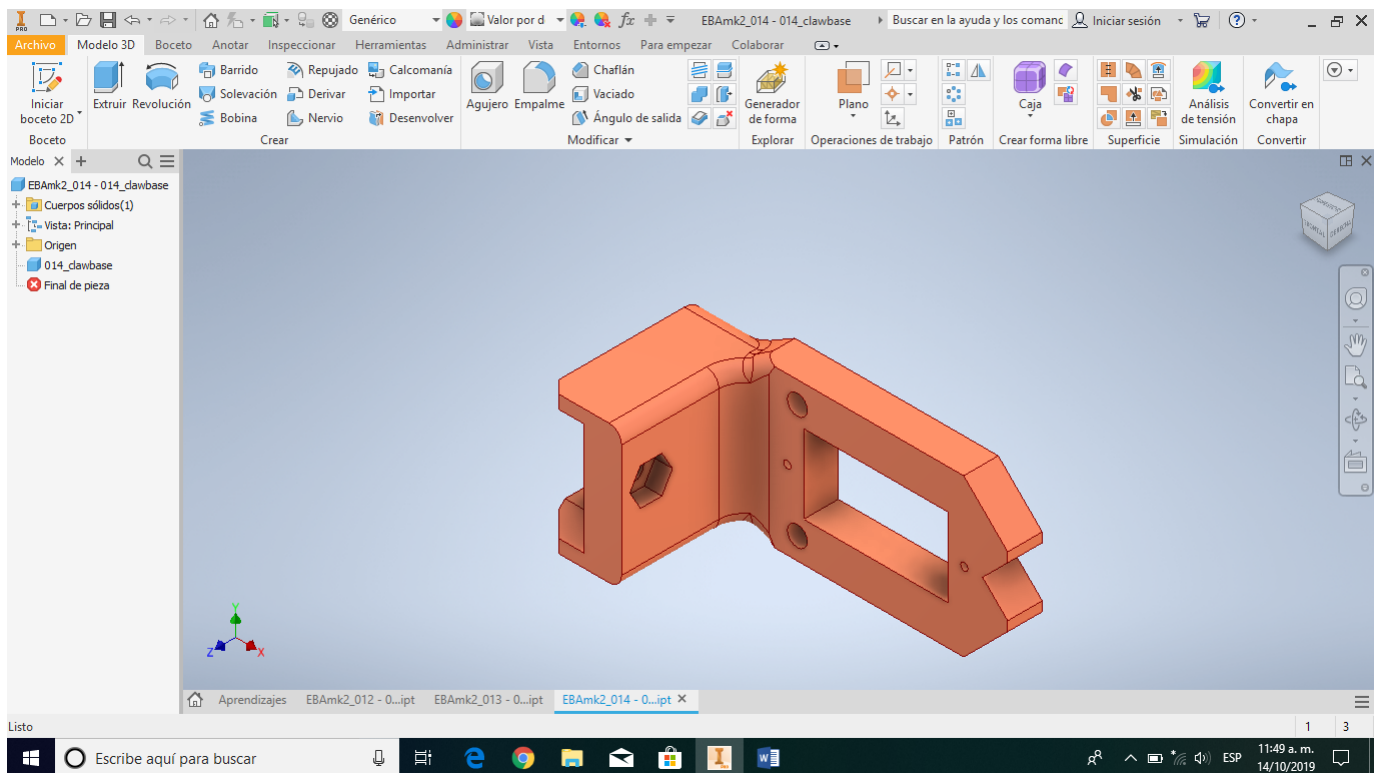 PRO Genérico Valor por d fx EBAmk2_014 - 014_clawbase Buscar en la ayuda y los comanc Iniciar sesión
Archivo Modelo 3D Boceto Anotar Inspeccionar Herramientas Administrar Vista Entornos Para empezar Colaborar
Iniciar boceto 2D Extruir Revolución Barrido Repujado Calcomanía Agujero Empalme Chaflán Generador de forma Plano Caja Análisis de tensión Convertir en chapa
Solevación Derivar Importar Vaciado
Bobina Nervio Desenvolver Ángulo de salida
Boceto Crear Modificar Explorar Operaciones de trabajo Patrón Crear forma libre Superficie Simulación Convertir
Modelo
EBAmk2_014 - 014_clawbase
Cuerpos sólidos(1)
Vista: Principal
Origen
014_clawbase
Final de pieza
Y
Z X
Aprendizajes EBAmk2_012 - 0...ipt EBAmk2_013 - 0...ipt EBAmk2_014 - 0...ipt
Listo 1 3
Escribe aquí para buscar ESP 11:49 a. m.
14/10/2019